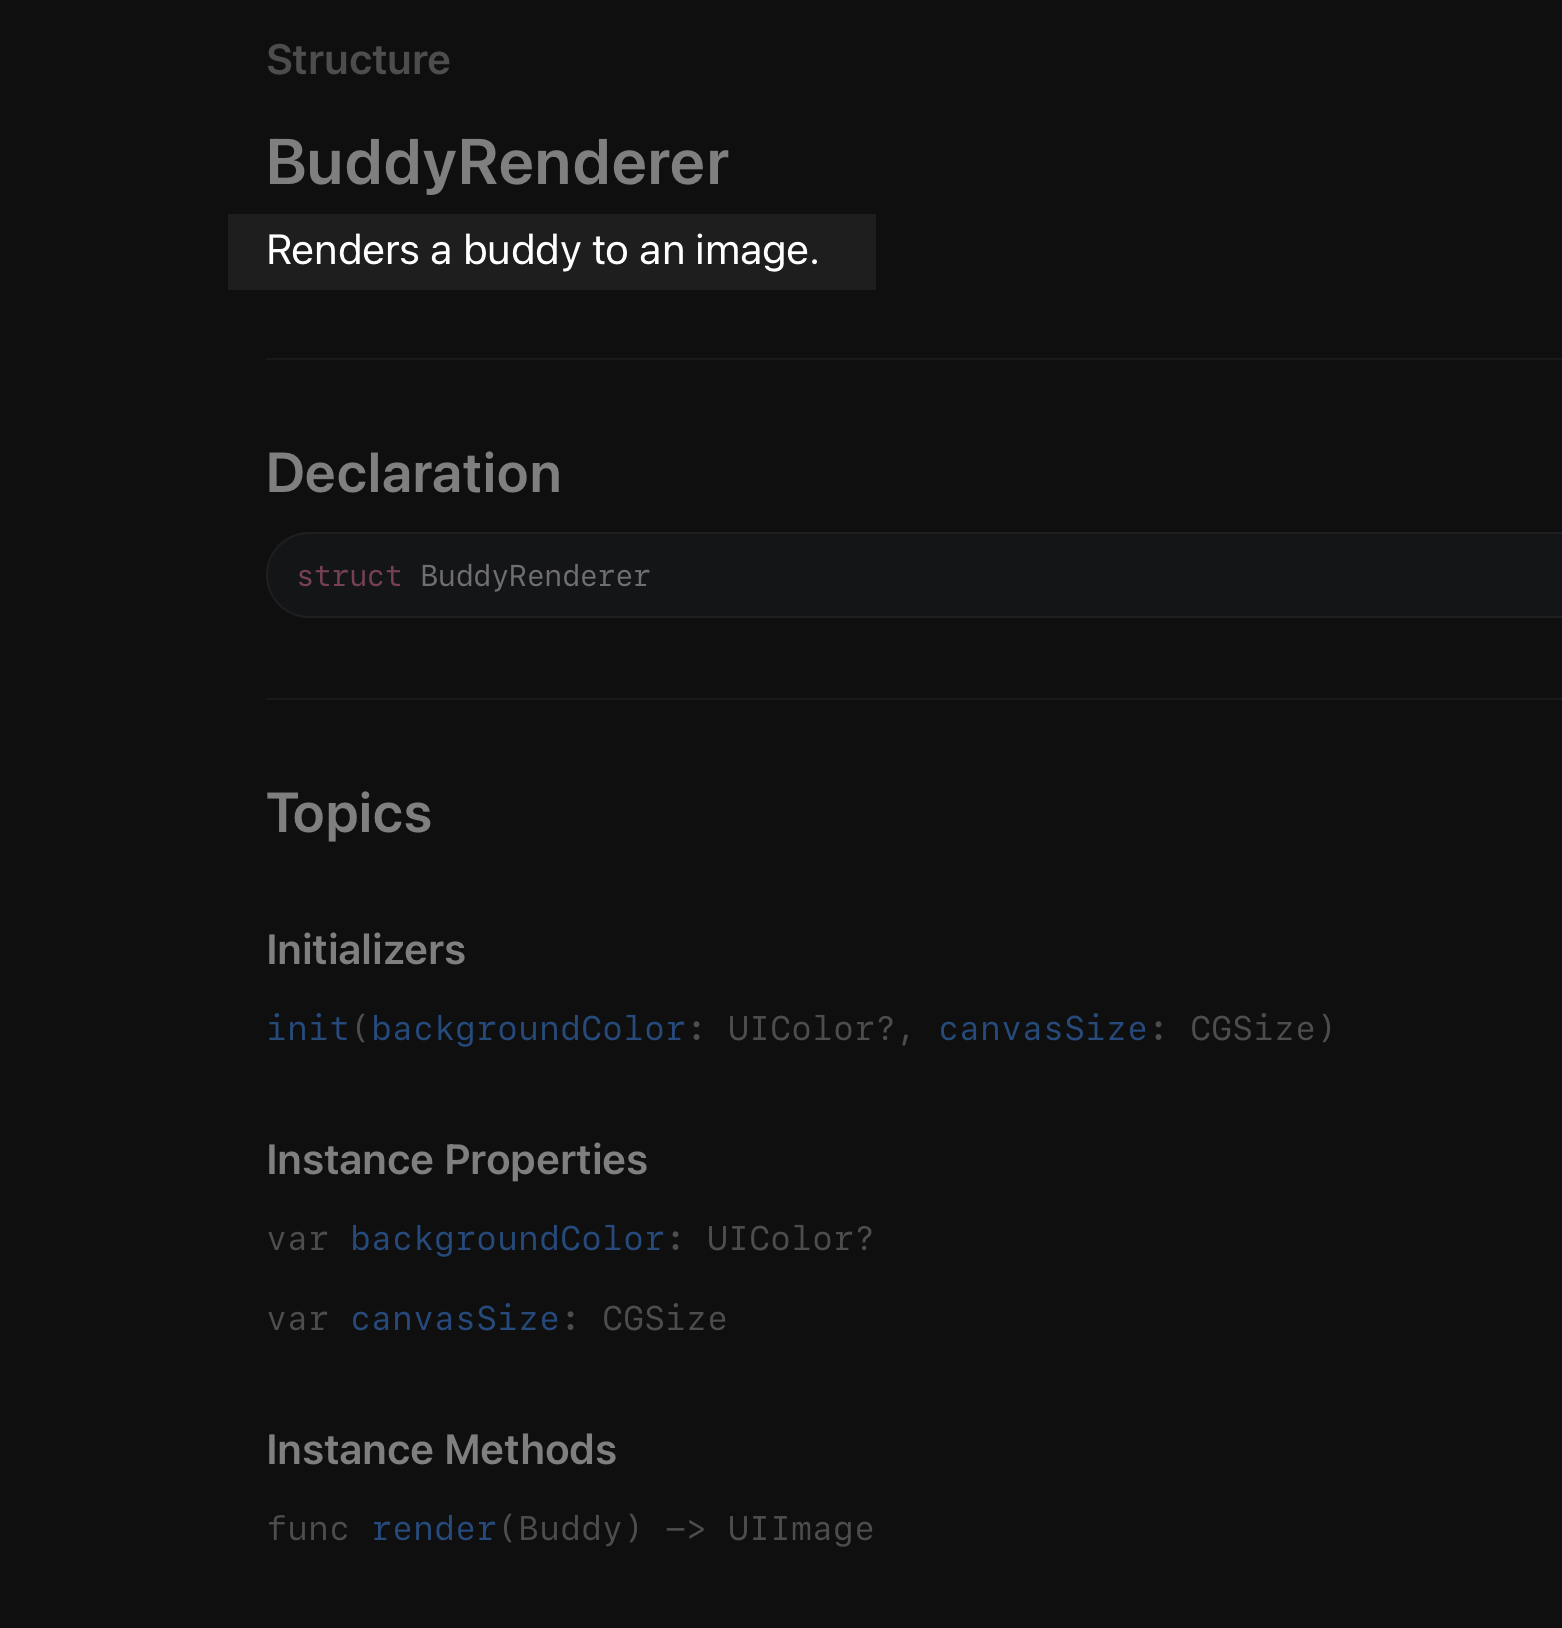 Structure
BuddyRenderer
Renders a buddy to an image.
Declaration
struct BuddyRenderer
Topics
Initializers
init(backgroundColor: UIColor?, canvasSize: CGSize)
Instance Properties
var backgroundColor: UIColor?
var canvasSize: CGSize
Instance Methods
func render(Buddy) -> UIImage